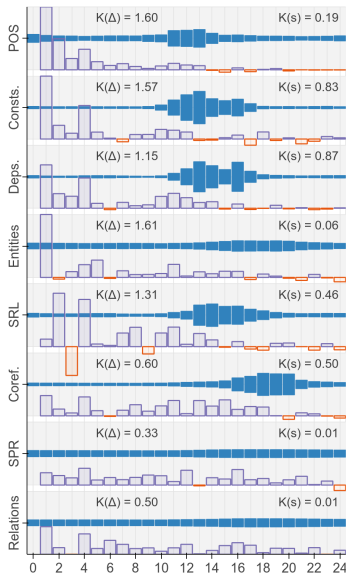 POS K(Δ) = 1.60 K(s) = 0.19
Consts. K(Δ) = 1.57 K(s) = 0.83
Deps. K(Δ) = 1.15 K(s) = 0.87
Entities K(Δ) = 1.61 K(s) = 0.06
SRL K(Δ) = 1.31 K(s) = 0.46
Coref. K(Δ) = 0.60 K(s) = 0.50
SPR K(Δ) = 0.33 K(s) = 0.01
Relations K(Δ) = 0.50 K(s) = 0.01
0 2 4 6 8 10 12 14 16 18 20 22 24